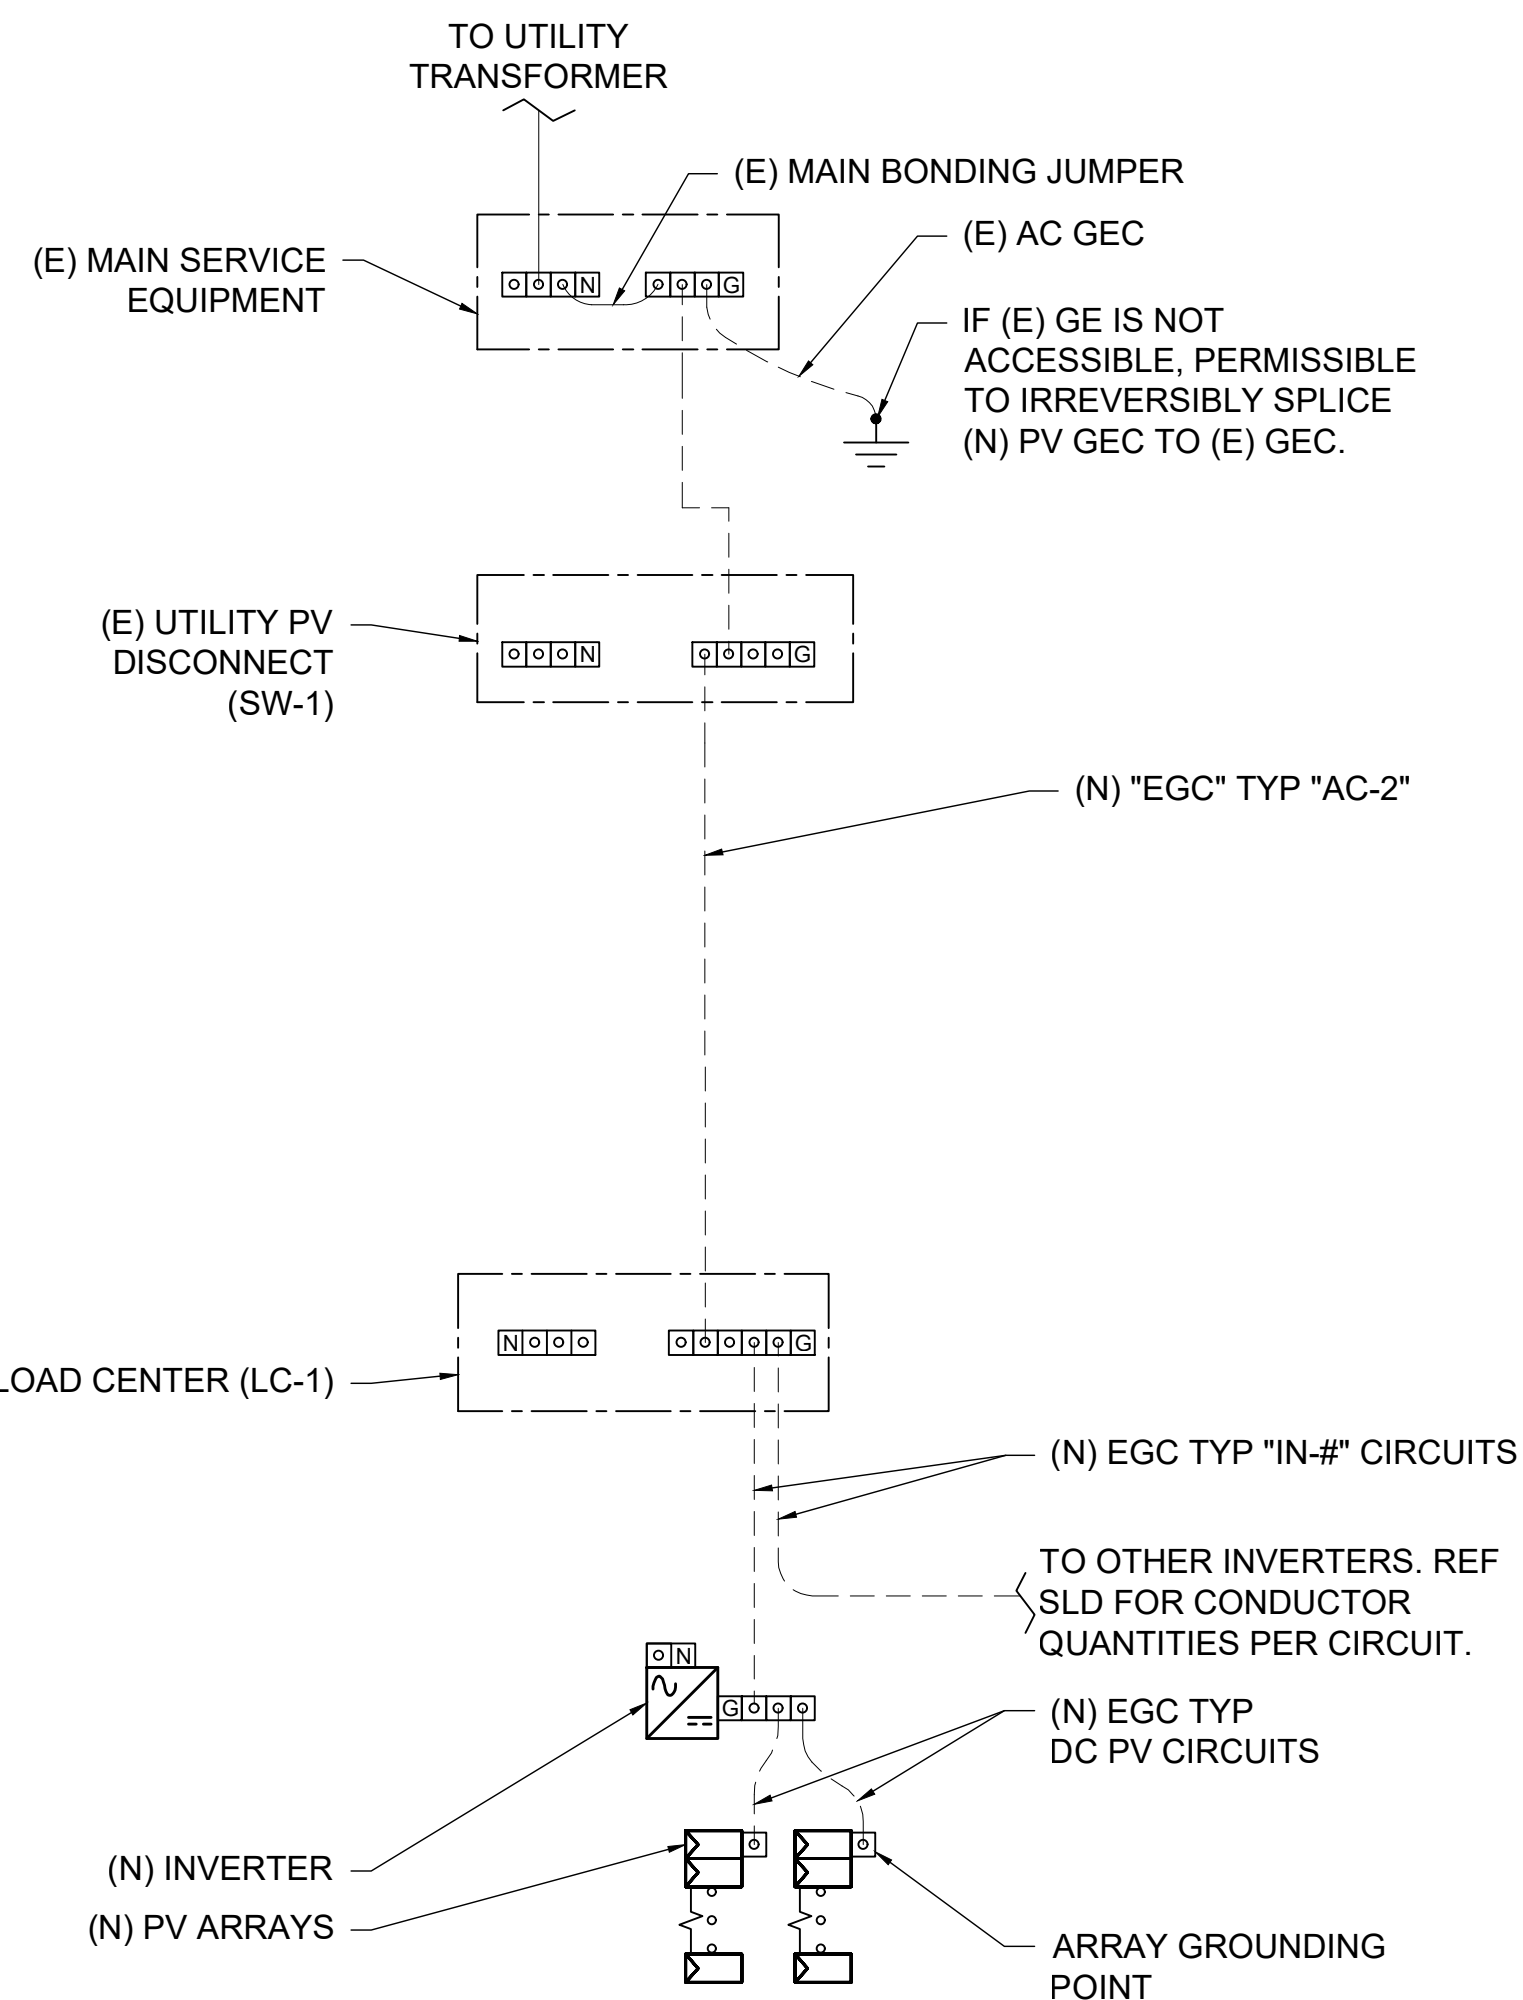 TO UTILITY
TRANSFORMER
(E) MAIN BONDING JUMPER
(E) AC GEC
(E) MAIN SERVICE
EQUIPMENT
N
G
IF (E) GE IS NOT
ACCESSIBLE, PERMISSIBLE
TO IRREVERSIBLY SPLICE
(N) PV GEC TO (E) GEC.
(E) UTILITY PV
DISCONNECT
(SW-1)
N
G
(N) "EGC" TYP "AC-2"
N
G
LOAD CENTER (LC-1)
(N) EGC TYP "IN-#" CIRCUITS
TO OTHER INVERTERS. REF
SLD FOR CONDUCTOR
QUANTITIES PER CIRCUIT.
N
G
(N) EGC TYP
DC PV CIRCUITS
(N) INVERTER
(N) PV ARRAYS
ARRAY GROUNDING
POINT